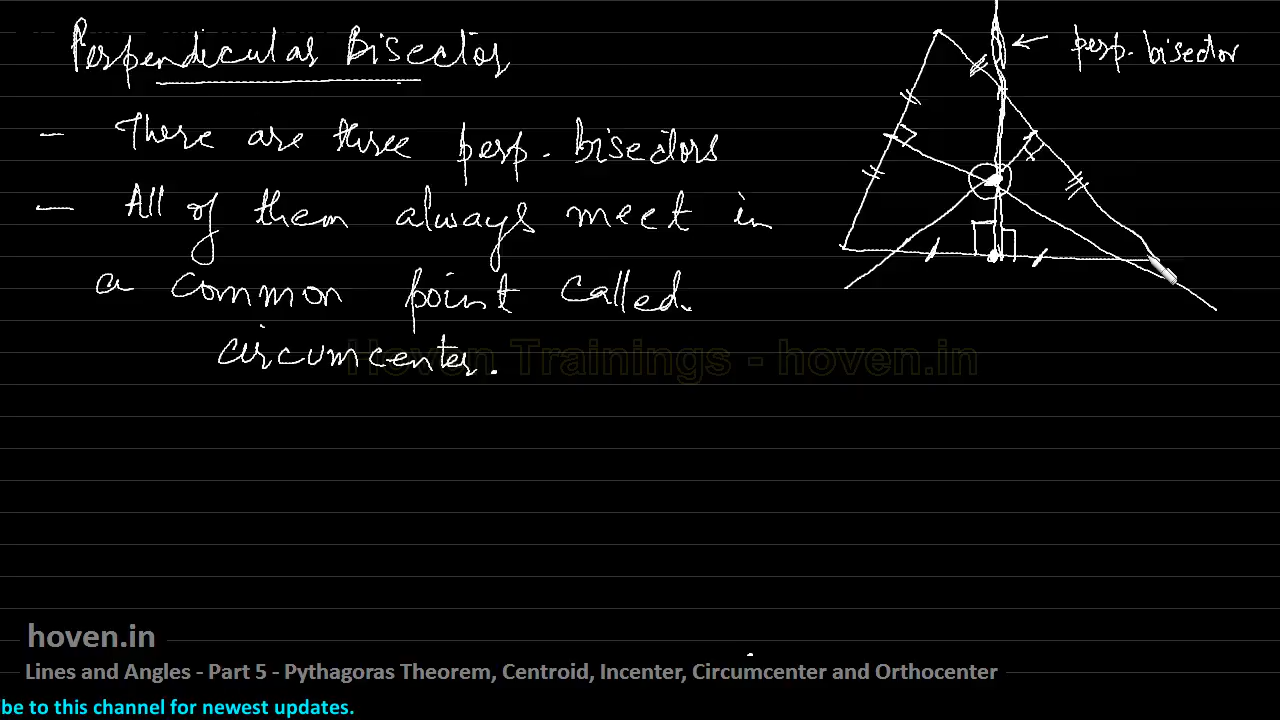 Perpendicular Bisector
perp. bisector
- There are three perp. Bisectors
- All of them always meet in
a common point called
circumcenter.
Hoven Trainings - hoven.in
hoven.in
Lines and Angles - Part 5 - Pythagoras Theorem, Centroid, Incenter, Circumcenter and Orthocenter
be to this channel for newest updates.